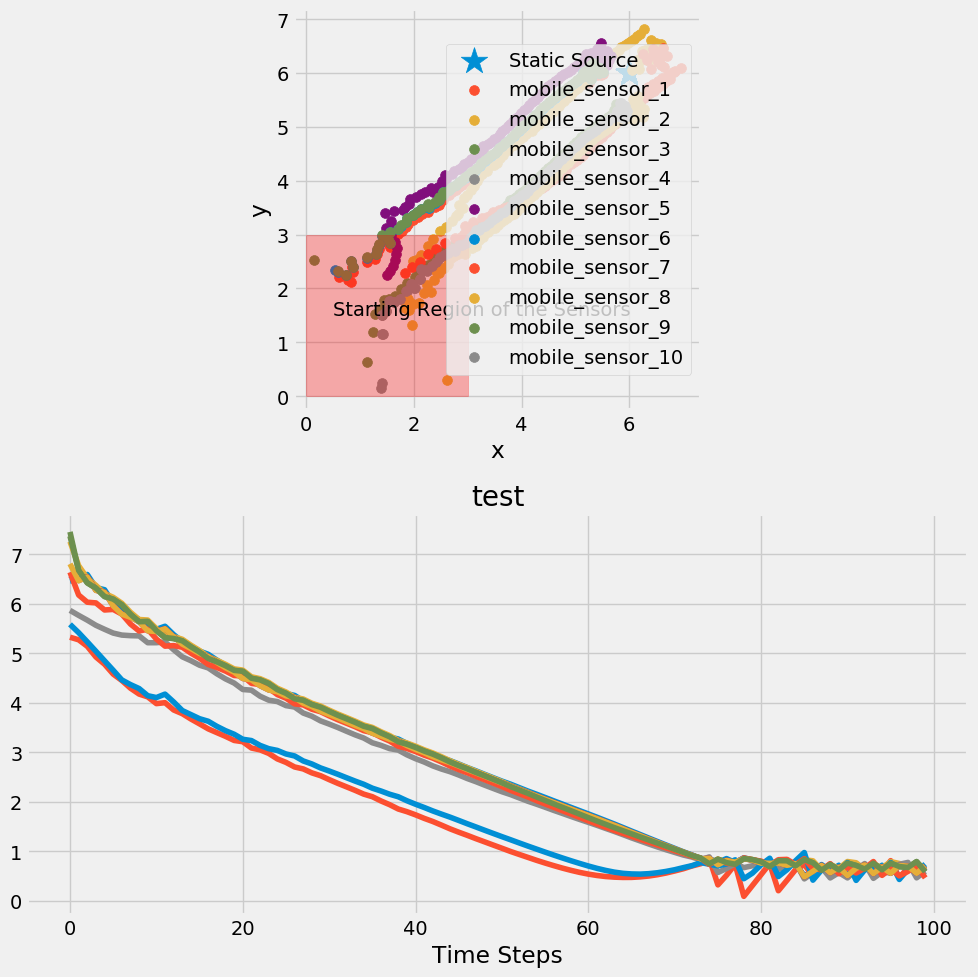 7
6
5
4
3
2
1
0
y
Static Source
mobile_sensor_1
mobile_sensor_2
mobile_sensor_3
mobile_sensor_4
mobile_sensor_5
mobile_sensor_6
mobile_sensor_7
mobile_sensor_8
mobile_sensor_9
mobile_sensor_10
Starting Region of the Sensors
0 2 4 6
x
test
7
6
5
4
3
2
1
0
0 20 40 60 80 100
Time Steps